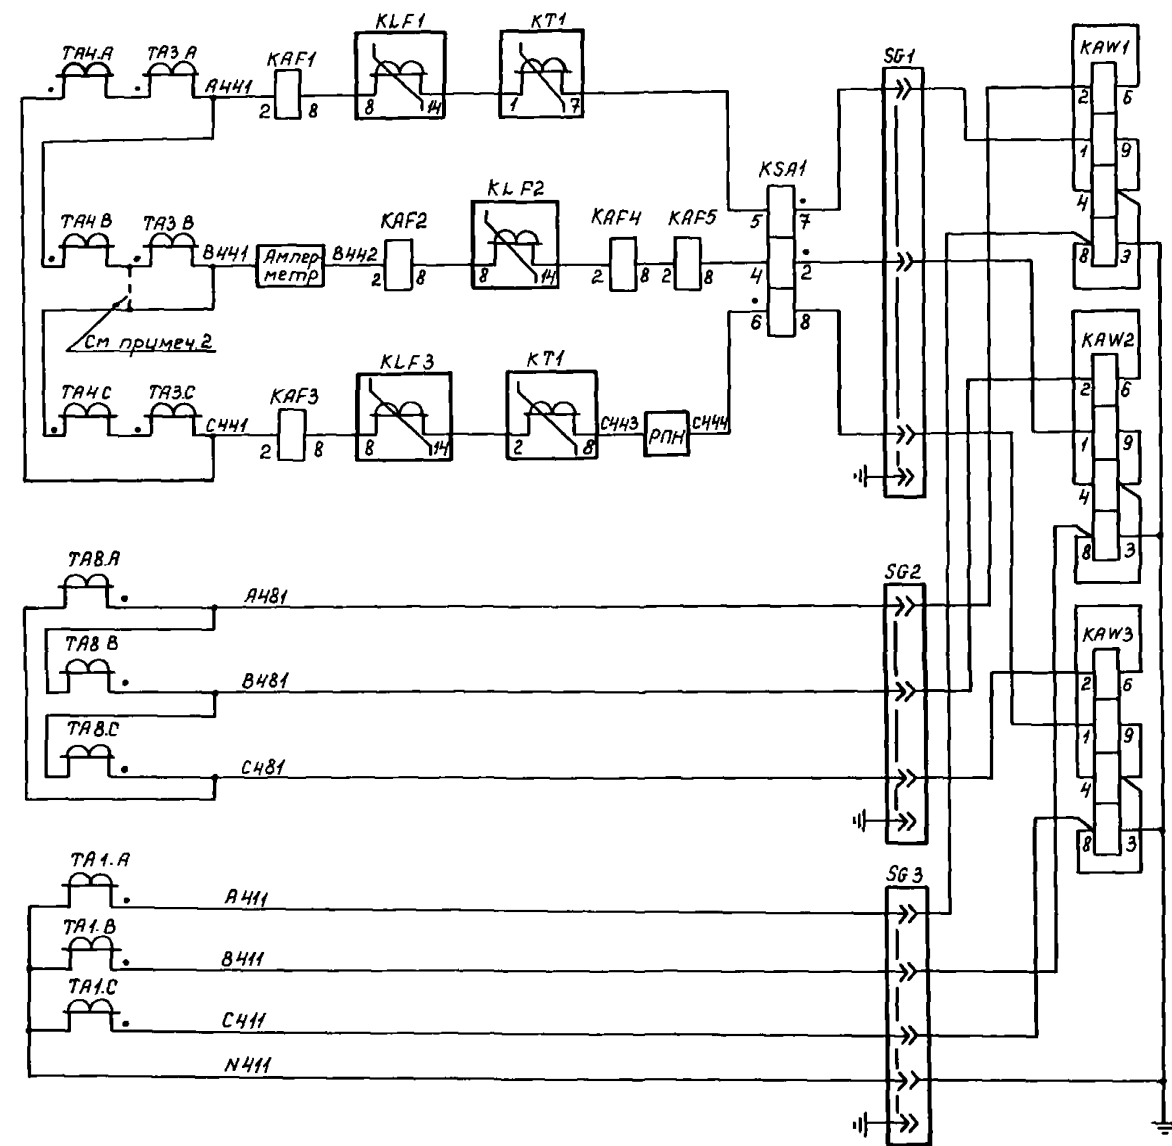 KLF1
KT1
TA4.A
TA3.A
A441
KAF1
2
8
8
14
1
7
SG1
KAW1
2
6
1
9
4
8
3
KSA1
5
7
4
2
6
8
TA4 B
TA3.B
B441
Ампер
метр
B442
KAF2
2
8
KLF2
8
14
KAF4
2
8
KAF5
2
8
См примеч. 2
TA4 C
TA3.C
C441
KAF3
2
8
KLF3
8
14
KT1
2
8
C443
РПН
C444
KAW2
2
6
1
9
4
8
3
TA8.A
A481
SG2
TA8 B
B481
TA8.C
C481
KAW3
2
6
1
9
4
8
3
TA1.A
A411
SG3
TA1.B
B411
TA1.C
C411
N411